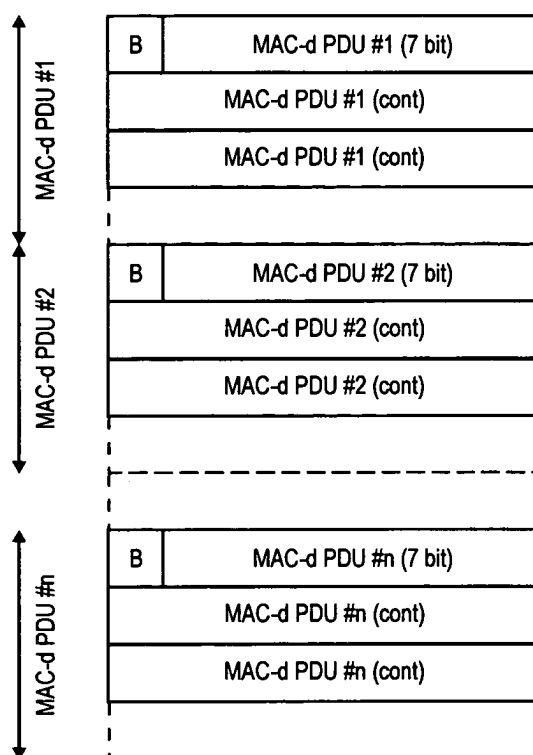 MAC-d PDU #1
B MAC-d PDU #1 (7 bit)
MAC-d PDU #1 (cont)
MAC-d PDU #1 (cont)
MAC-d PDU #2
B MAC-d PDU #2 (7 bit)
MAC-d PDU #2 (cont)
MAC-d PDU #2 (cont)
MAC-d PDU #n
B MAC-d PDU #n (7 bit)
MAC-d PDU #n (cont)
MAC-d PDU #n (cont)